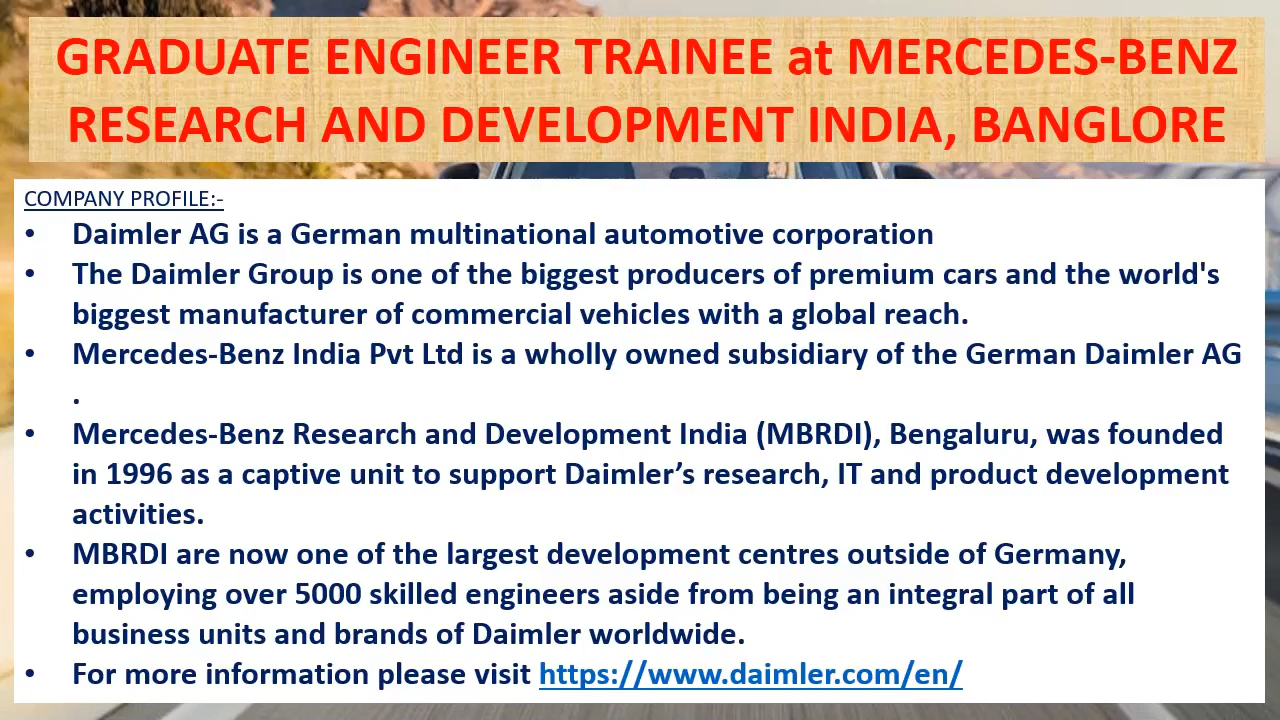 GRADUATE ENGINEER TRAINEE at MERCEDES-BENZ
RESEARCH AND DEVELOPMENT INDIA, BANGLORE
COMPANY PROFILE:-
• Daimler AG is a German multinational automotive corporation
• The Daimler Group is one of the biggest producers of premium cars and the world's
biggest manufacturer of commercial vehicles with a global reach.
• Mercedes-Benz India Pvt Ltd is a wholly owned subsidiary of the German Daimler AG
.
• Mercedes-Benz Research and Development India (MBRDI), Bengaluru, was founded
in 1996 as a captive unit to support Daimler’s research, IT and product development
activities.
• MBRDI are now one of the largest development centres outside of Germany,
employing over 5000 skilled engineers aside from being an integral part of all
business units and brands of Daimler worldwide.
• For more information please visit https://www.daimler.com/en/